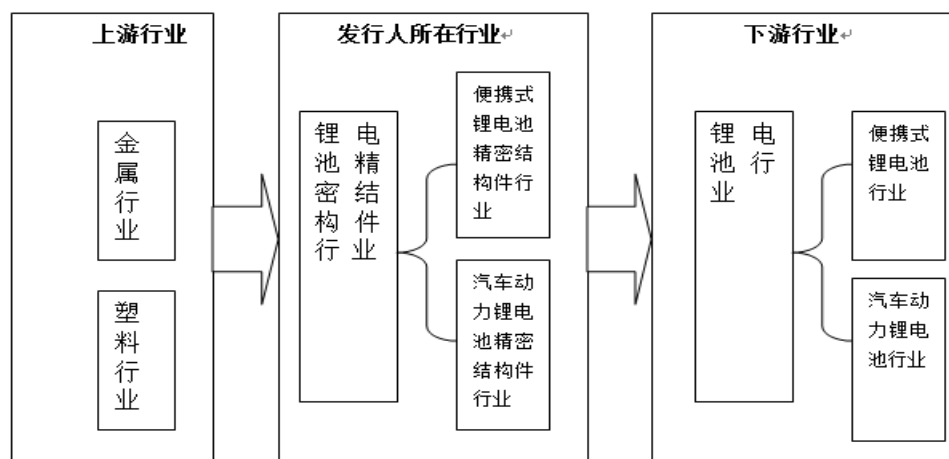 上游行业
金
属
行
业
塑
料
行
业
发行人所在行业
锂 电
池 精
密 结
构 件
行 业
便携式
锂电池
精密结
构件行
业
汽车动
力锂电
池精密
结构件
行业
下游行业
锂 电
池 行
业
便携式
锂电池
行业
汽车动
力锂电
池行业